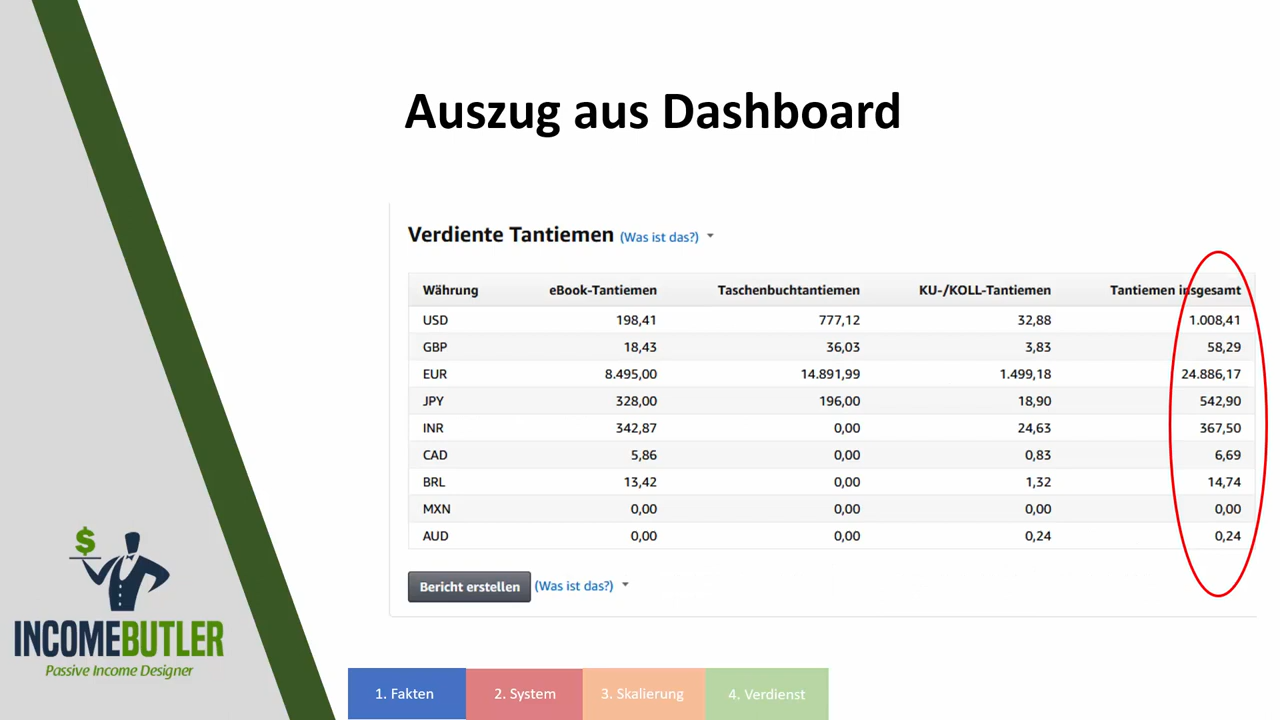 Auszug aus Dashboard
Verdiente Tantiemen (Was ist das?)
Währung eBook-Tantiemen Taschenbuchtantiemen KU-/KOLL-Tantiemen Tantiemen insgesamt
USD 198,41 777,12 32,88 1.008,41
GBP 18,43 36,03 3,83 58,29
EUR 8.495,00 14.891,99 1.499,18 24.886,17
JPY 328,00 196,00 18,90 542,90
INR 342,87 0,00 24,63 367,50
CAD 5,86 0,00 0,83 6,69
BRL 13,42 0,00 1,32 14,74
MXN 0,00 0,00 0,00 0,00
AUD 0,00 0,00 0,24 0,24
Bericht erstellen (Was ist das?)
$
INCOMEBUTLER
Passive Income Designer
1. Fakten 2. System 3. Skalierung 4. Verdienst